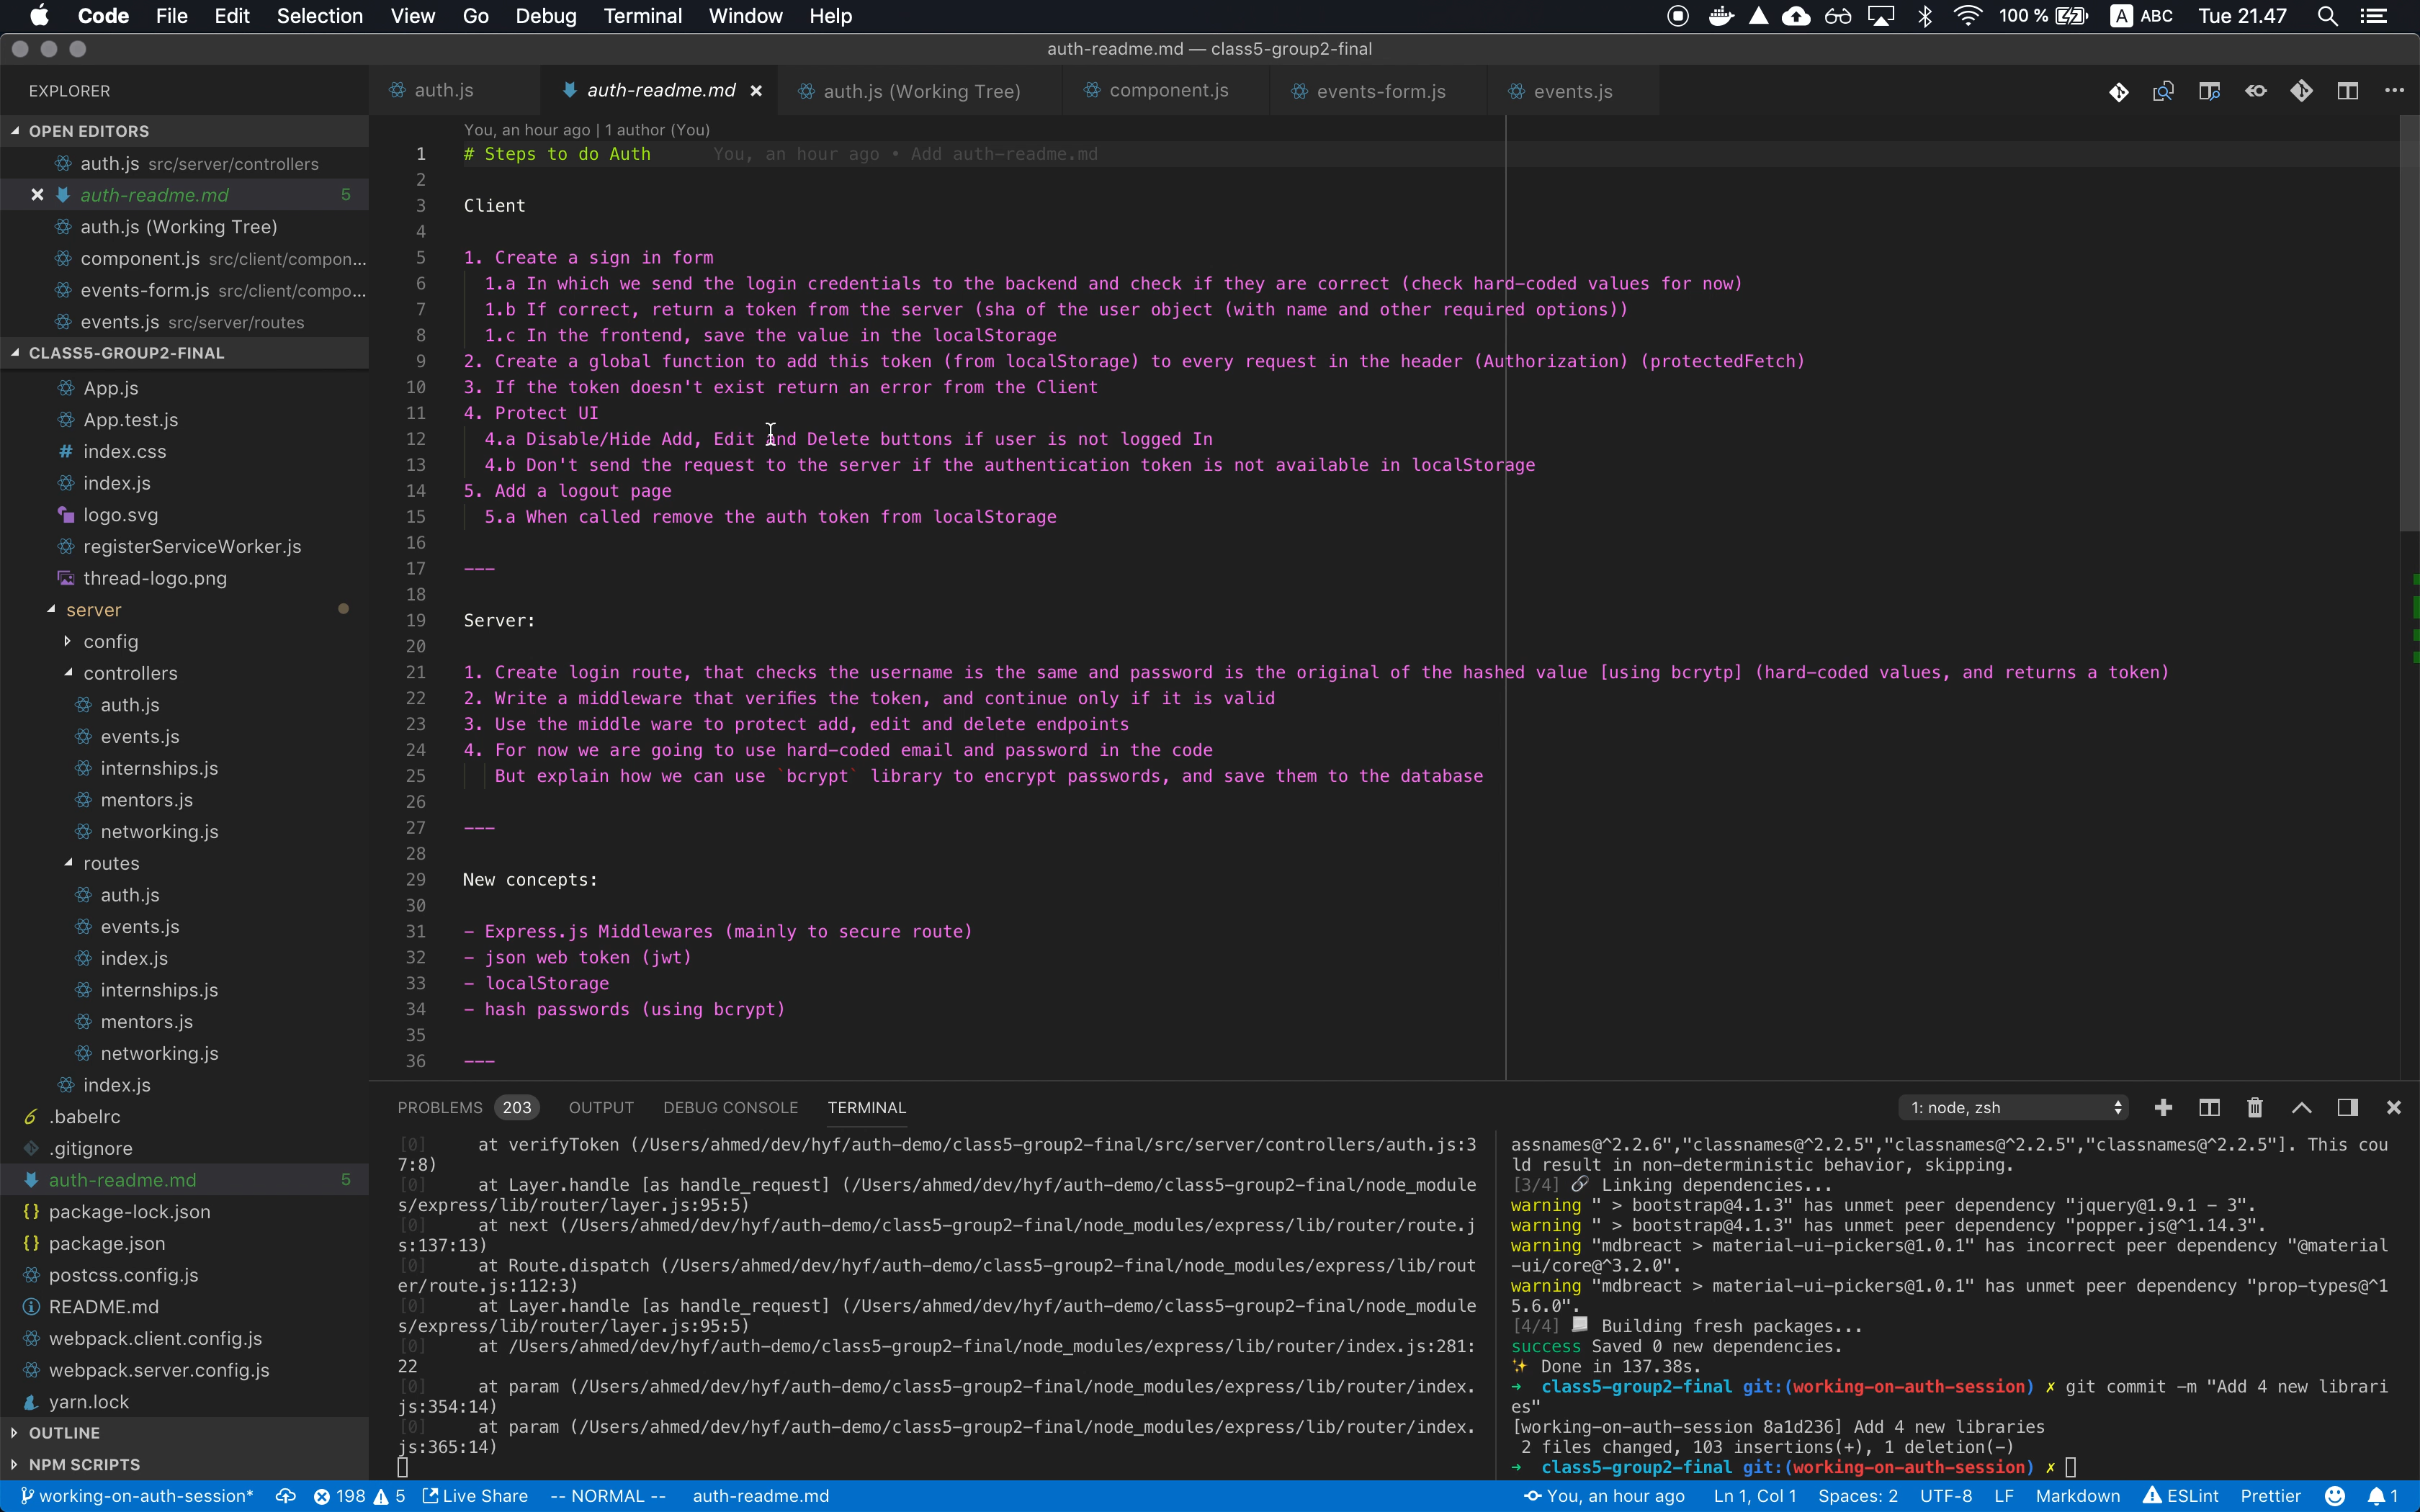 Code File Edit Selection View Go Debug Terminal Window Help 100 % A ABC Tue 21.47
auth-readme.md — class5-group2-final
EXPLORER
auth.js auth-readme.md auth.js (Working Tree) component.js events-form.js events.js
OPEN EDITORS
auth.js src/server/controllers
auth-readme.md 5
auth.js (Working Tree)
component.js src/client/compon...
events-form.js src/client/compo...
events.js src/server/routes
CLASS5-GROUP2-FINAL
App.js
App.test.js
# index.css
index.js
logo.svg
registerServiceWorker.js
thread-logo.png
server
config
controllers
auth.js
events.js
internships.js
mentors.js
networking.js
routes
auth.js
events.js
index.js
internships.js
mentors.js
networking.js
index.js
.babelrc
.gitignore
auth-readme.md 5
{} package-lock.json
{} package.json
postcss.config.js
README.md
webpack.client.config.js
webpack.server.config.js
yarn.lock
OUTLINE
NPM SCRIPTS
You, an hour ago | 1 author (You)
1 # Steps to do Auth You, an hour ago • Add auth-readme.md
2
3 Client
4
5 1. Create a sign in form
6 1.a In which we send the login credentials to the backend and check if they are correct (check hard-coded values for now)
7 1.b If correct, return a token from the server (sha of the user object (with name and other required options))
8 1.c In the frontend, save the value in the localStorage
9 2. Create a global function to add this token (from localStorage) to every request in the header (Authorization) (protectedFetch)
10 3. If the token doesn't exist return an error from the Client
11 4. Protect UI
12 4.a Disable/Hide Add, Edit and Delete buttons if user is not logged In
13 4.b Don't send the request to the server if the authentication token is not available in localStorage
14 5. Add a logout page
15 5.a When called remove the auth token from localStorage
16
17 ---
18
19 Server:
20
21 1. Create login route, that checks the username is the same and password is the original of the hashed value [using bcrytp] (hard-coded values, and returns a token)
22 2. Write a middleware that verifies the token, and continue only if it is valid
23 3. Use the middle ware to protect add, edit and delete endpoints
24 4. For now we are going to use hard-coded email and password in the code
25 But explain how we can use `bcrypt` library to encrypt passwords, and save them to the database
26
27 ---
28
29 New concepts:
30
31 - Express.js Middlewares (mainly to secure route)
32 - json web token (jwt)
33 - localStorage
34 - hash passwords (using bcrypt)
35
36 ---
PROBLEMS 203 OUTPUT DEBUG CONSOLE TERMINAL 1: node, zsh
[0] at verifyToken (/Users/ahmed/dev/hyf/auth-demo/class5-group2-final/src/server/controllers/auth.js:3
7:8)
[0] at Layer.handle [as handle_request] (/Users/ahmed/dev/hyf/auth-demo/class5-group2-final/node_module
s/express/lib/router/layer.js:95:5)
[0] at next (/Users/ahmed/dev/hyf/auth-demo/class5-group2-final/node_modules/express/lib/router/route.j
s:137:13)
[0] at Route.dispatch (/Users/ahmed/dev/hyf/auth-demo/class5-group2-final/node_modules/express/lib/rout
er/route.js:112:3)
[0] at Layer.handle [as handle_request] (/Users/ahmed/dev/hyf/auth-demo/class5-group2-final/node_module
s/express/lib/router/layer.js:95:5)
[0] at /Users/ahmed/dev/hyf/auth-demo/class5-group2-final/node_modules/express/lib/router/index.js:281:
22
[0] at param (/Users/ahmed/dev/hyf/auth-demo/class5-group2-final/node_modules/express/lib/router/index.
js:354:14)
[0] at param (/Users/ahmed/dev/hyf/auth-demo/class5-group2-final/node_modules/express/lib/router/index.
js:365:14)
assnames@^2.2.6","classnames@^2.2.5","classnames@^2.2.5","classnames@^2.2.5"]. This cou
ld result in non-deterministic behavior, skipping.
[3/4] 🔗 Linking dependencies...
warning " > bootstrap@4.1.3" has unmet peer dependency "jquery@1.9.1 - 3".
warning " > bootstrap@4.1.3" has unmet peer dependency "popper.js@^1.14.3".
warning "mdbreact > material-ui-pickers@1.0.1" has incorrect peer dependency "@material
-ui/core@^3.2.0".
warning "mdbreact > material-ui-pickers@1.0.1" has unmet peer dependency "prop-types@^1
5.6.0".
[4/4] 📃 Building fresh packages...
success Saved 0 new dependencies.
✨ Done in 137.38s.
→ class5-group2-final git:(working-on-auth-session) ✗ git commit -m "Add 4 new librari
es"
[working-on-auth-session 8a1d236] Add 4 new libraries
2 files changed, 103 insertions(+), 1 deletion(-)
→ class5-group2-final git:(working-on-auth-session) ✗
working-on-auth-session* 198 5 Live Share -- NORMAL -- auth-readme.md You, an hour ago Ln 1, Col 1 Spaces: 2 UTF-8 LF Markdown ESLint Prettier 1